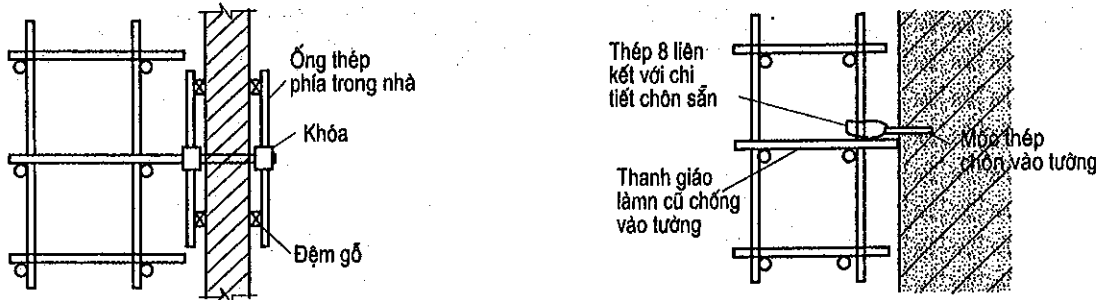 Ống thép
phía trong nhà
Khóa
Đệm gỗ
Thép 8 liên
kết với chi
tiết chôn sẵn
Thanh giáo
làmn cũ chống
vào tường
Móc thép
chôn vào tường